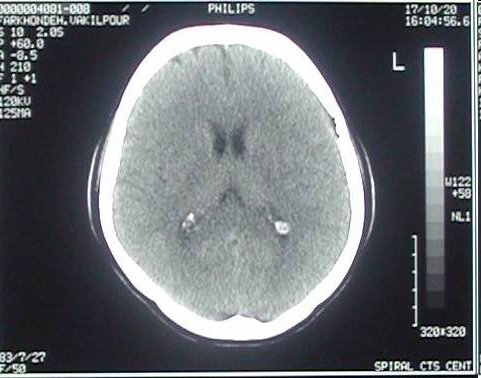 0000004081-008
PHILIPS
17/10/20
FARKHONDEH.VAKILPOUR
16:04:56.6
S 10 2.0S
P +60.0
A -8.5
H 210
F 1 +1
HF/S
120KV
125MA
L
W122
+58
NL1
320*320
83/7/27
F/50
SPIRAL CTS CENT